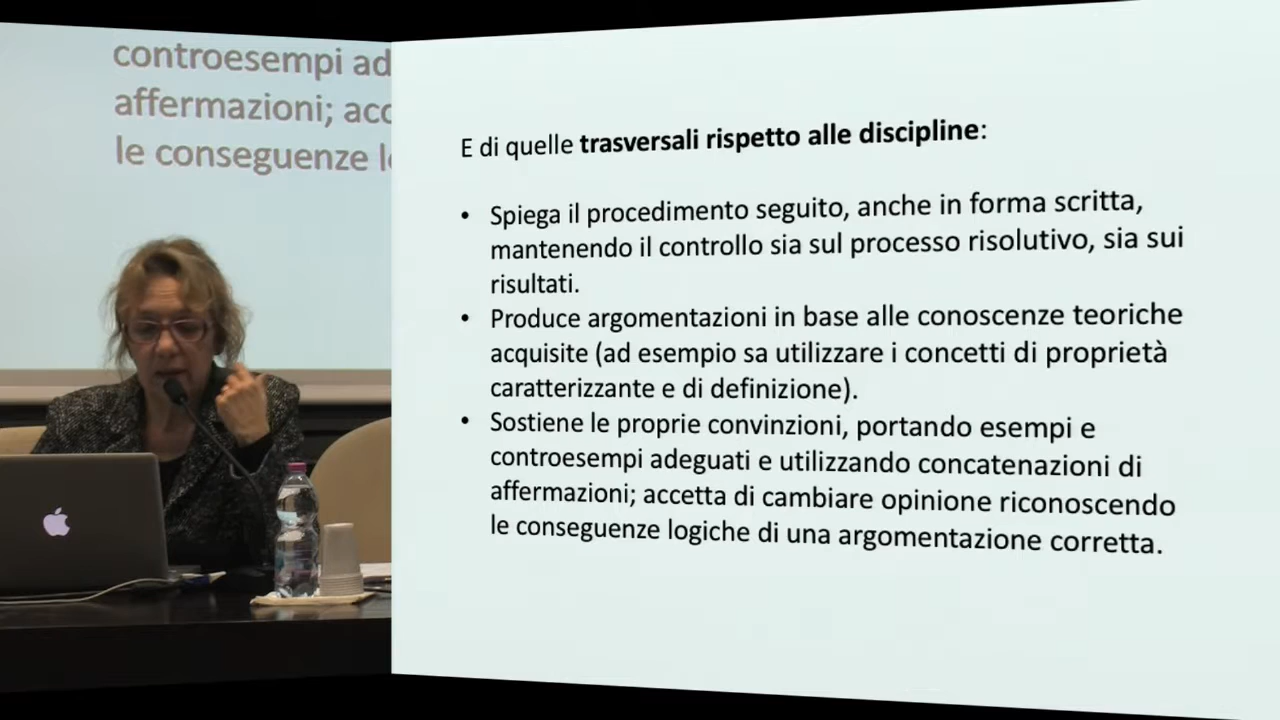 controesempi ad
affermazioni; acc
le conseguenze l
E di quelle trasversali rispetto alle discipline:
• Spiega il procedimento seguito, anche in forma scritta,
mantenendo il controllo sia sul processo risolutivo, sia sui
risultati.
• Produce argomentazioni in base alle conoscenze teoriche
acquisite (ad esempio sa utilizzare i concetti di proprietà
caratterizzante e di definizione).
• Sostiene le proprie convinzioni, portando esempi e
controesempi adeguati e utilizzando concatenazioni di
affermazioni; accetta di cambiare opinione riconoscendo
le conseguenze logiche di una argomentazione corretta.